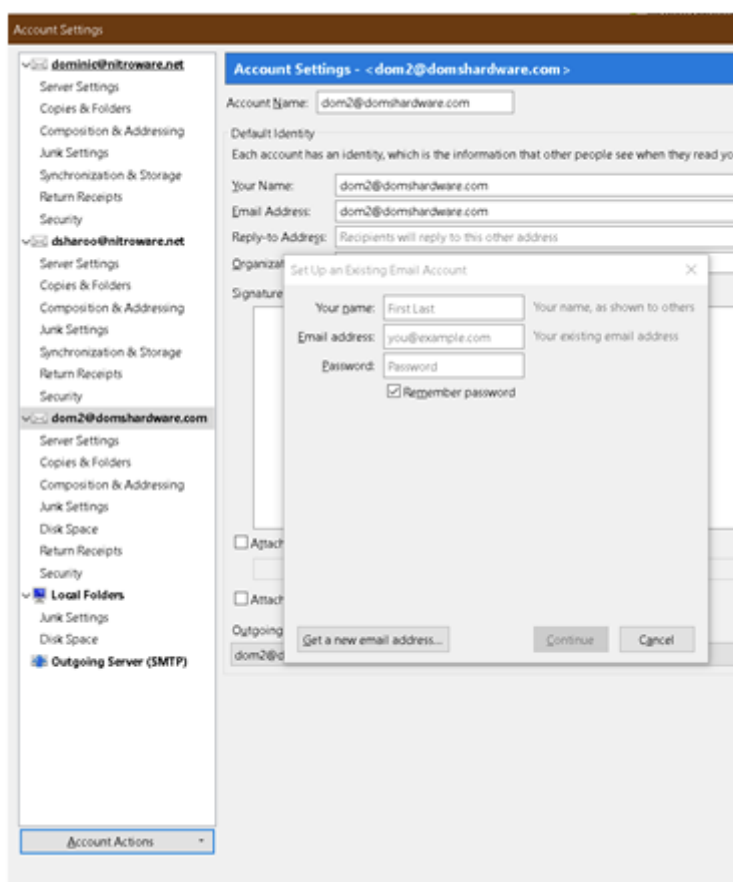 Account Settings
dominic@nitroware.net
Server Settings
Copies & Folders
Composition & Addressing
Junk Settings
Synchronization & Storage
Return Receipts
Security
dsharoo@nitroware.net
Server Settings
Copies & Folders
Composition & Addressing
Junk Settings
Synchronization & Storage
Return Receipts
Security
dom2@domshardware.com
Server Settings
Copies & Folders
Composition & Addressing
Junk Settings
Disk Space
Return Receipts
Security
Local Folders
Junk Settings
Disk Space
Outgoing Server (SMTP)
Account Actions
Account Settings - <dom2@domshardware.com>
Account Name: dom2@domshardware.com
Default Identity
Each account has an identity, which is the information that other people see when they read yo
Your Name: dom2@domshardware.com
Email Address: dom2@domshardware.com
Reply-to Address: Recipients will reply to this other address
Organizat
Signature
Attach
Attach
Outgoing
dom2@d
Set Up an Existing Email Account
Your name: First Last Your name, as shown to others
Email address: you@example.com Your existing email address
Password: Password
Remember password
Get a new email address... Continue Cancel